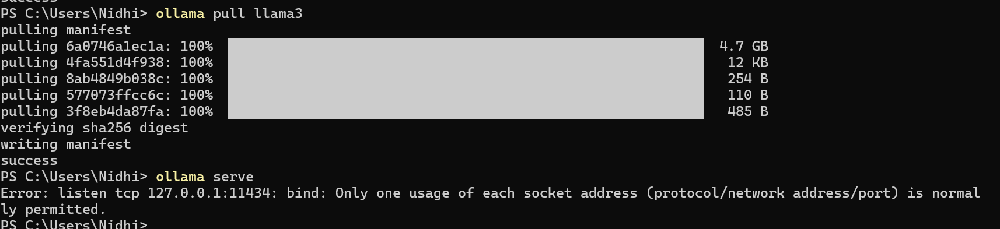 success
PS C:\Users\Nidhi> ollama pull llama3
pulling manifest
pulling 6a0746a1ec1a: 100% 4.7 GB
pulling 4fa551d4f938: 100% 12 KB
pulling 8ab4849b038c: 100% 254 B
pulling 577073ffcc6c: 100% 110 B
pulling 3f8eb4da87fa: 100% 485 B
verifying sha256 digest
writing manifest
success
PS C:\Users\Nidhi> ollama serve
Error: listen tcp 127.0.0.1:11434: bind: Only one usage of each socket address (protocol/network address/port) is normal
ly permitted.
PS C:\Users\Nidhi>